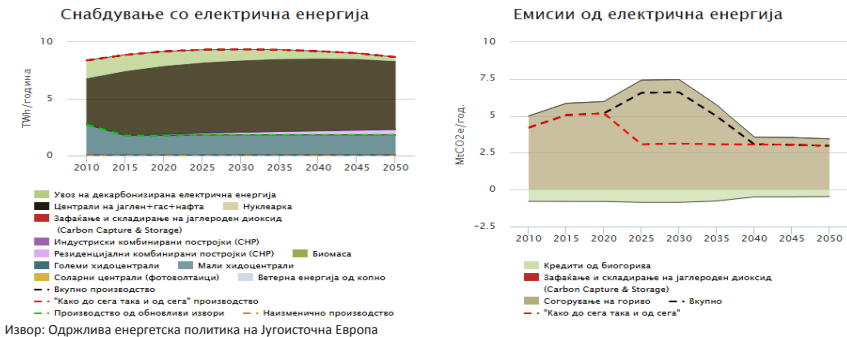 Снабдување со електрична енергија
TWh/година
10
5
0
2010 2015 2020 2025 2030 2035 2040 2045 2050
Увоз на декарбонизирана електрична енергија
Централи на јаглен+гас+нафта Нуклеарка
Зафаќање и складирање на јаглероден диоксид
(Carbon Capture & Storage)
Индустриски комбинирани постројки (CHP)
Резиденцијални комбинирани постројки (CHP) Биомаса
Големи хидроцентрали Мали хидроцентрали
Соларни централи (фотоволтаици) Ветерна енергија од копно
Вкупно производство
"Како до сега така и од сега" производство
Производство од обновливи извори Наизменично производство
Извор: Одржлива енергетска политика на Југоисточна Европа
Емисии од електрична енергија
MtCO2e/год.
10
7.5
5
2.5
0
−2.5
2010 2015 2020 2025 2030 2035 2040 2045 2050
Кредити од биогорива
Зафаќање и складирање на јаглероден диоксид
(Carbon Capture & Storage)
Согорување на гориво Вкупно
"Како до сега така и од сега"